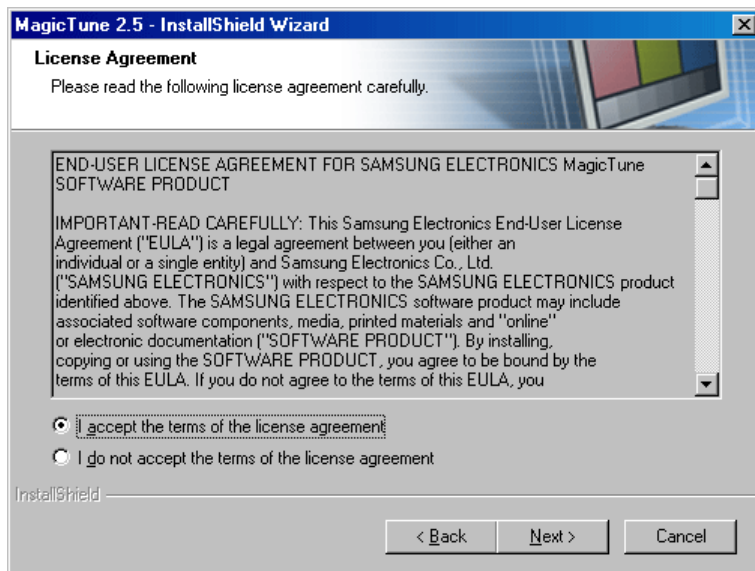 MagicTune 2.5 - InstallShield Wizard
License Agreement
Please read the following license agreement carefully.
END-USER LICENSE AGREEMENT FOR SAMSUNG ELECTRONICS MagicTune
SOFTWARE PRODUCT
IMPORTANT-READ CAREFULLY: This Samsung Electronics End-User License
Agreement ("EULA") is a legal agreement between you (either an
individual or a single entity) and Samsung Electronics Co., Ltd.
("SAMSUNG ELECTRONICS") with respect to the SAMSUNG ELECTRONICS product
identified above. The SAMSUNG ELECTRONICS software product may include
associated software components, media, printed materials and "online"
or electronic documentation ("SOFTWARE PRODUCT"). By installing,
copying or using the SOFTWARE PRODUCT, you agree to be bound by the
terms of this EULA. If you do not agree to the terms of this EULA, you
I accept the terms of the license agreement
I do not accept the terms of the license agreement
InstallShield
< Back Next > Cancel